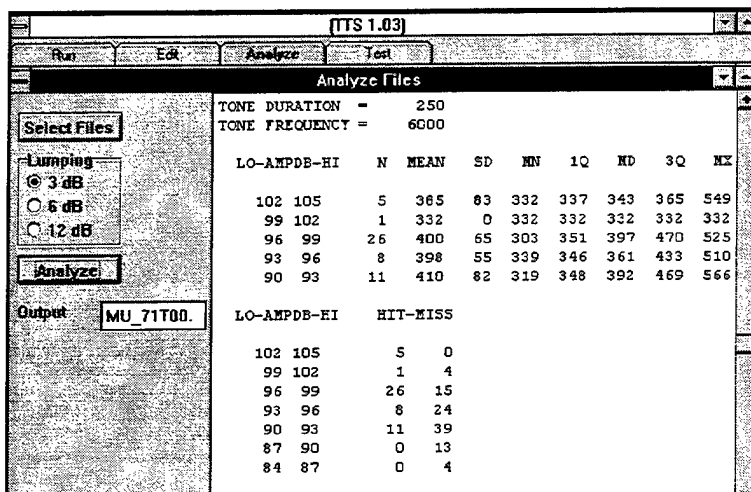 (TTS 1.03)
Run Edit Analyze Test
Analyze Files
Select Files
Lumping
3 dB
6 dB
12 dB
Analyze
Output MU_71T00.
TONE DURATION = 250
TONE FREQUENCY = 6000
LO-AMPDB-HI N MEAN SD MN 1Q MD 3Q MX
102 105 5 385 83 332 337 343 365 549
99 102 1 332 0 332 332 332 332 332
96 99 26 400 65 303 351 397 470 525
93 96 8 398 55 339 346 361 433 510
90 93 11 410 82 319 348 392 469 566
LO-AMPDB-HI HIT-MISS
102 105 5 0
99 102 1 4
96 99 26 15
93 96 8 24
90 93 11 39
87 90 0 13
84 87 0 4